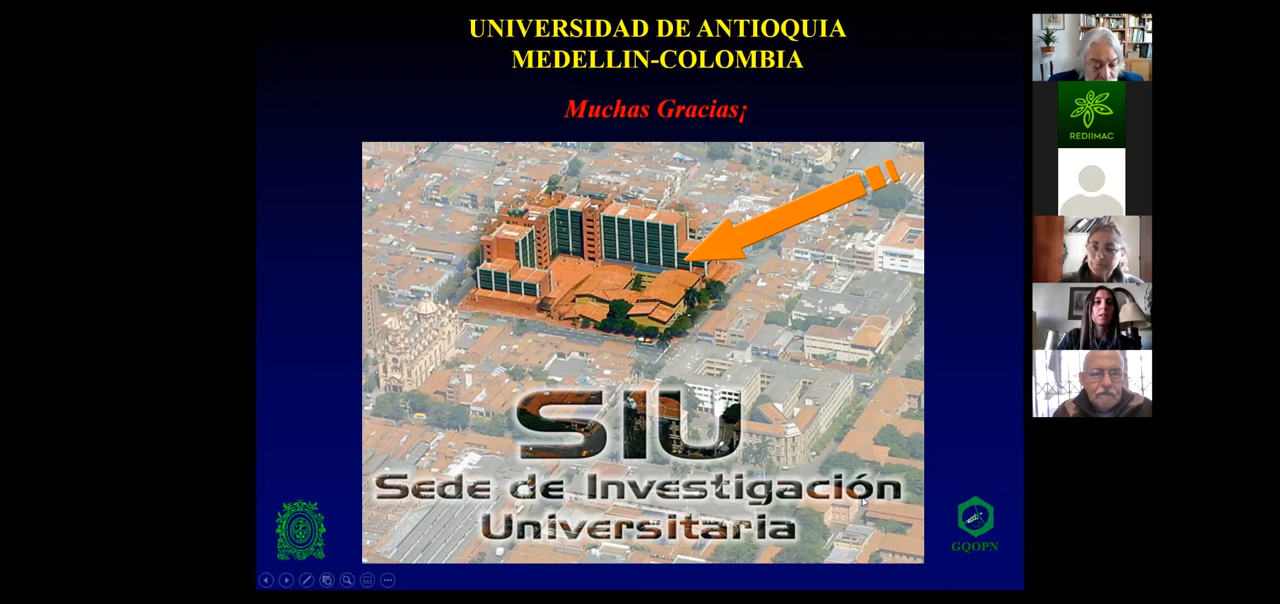 UNIVERSIDAD DE ANTIOQUIA
MEDELLIN-COLOMBIA
Muchas Gracias¡
SIU
Sede de Investigación
Universitaria
GQOPN
REDIIMAC